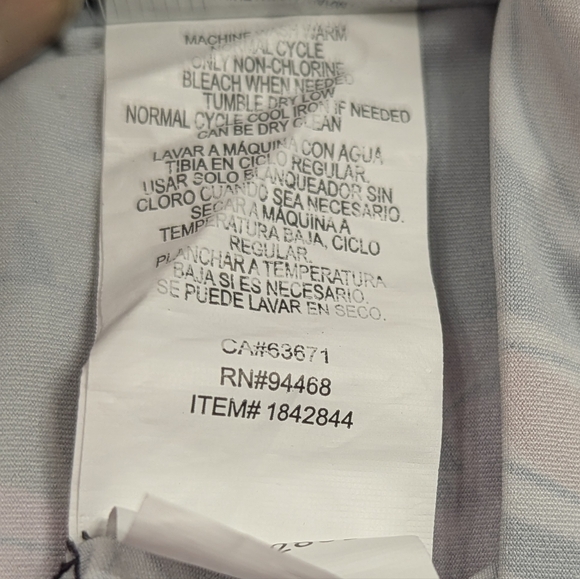 MACHINE WASH WARM
NORMAL CYCLE
ONLY NON-CHLORINE
BLEACH WHEN NEEDED
TUMBLE DRY LOW
NORMAL CYCLE COOL IRON IF NEEDED
CAN BE DRY CLEAN
LAVAR A MÁQUINA CON AGUA
TIBIA EN CICLO REGULAR.
USAR SOLO BLANQUEADOR SIN
CLORO CUANDO SEA NECESARIO.
SECAR A MÁQUINA A
TEMPERATURA BAJA, CICLO
REGULAR.
PLANCHAR A TEMPERATURA
BAJA SI ES NECESARIO.
SE PUEDE LAVAR EN SECO.
CA#63671
RN#94468
ITEM# 1842844